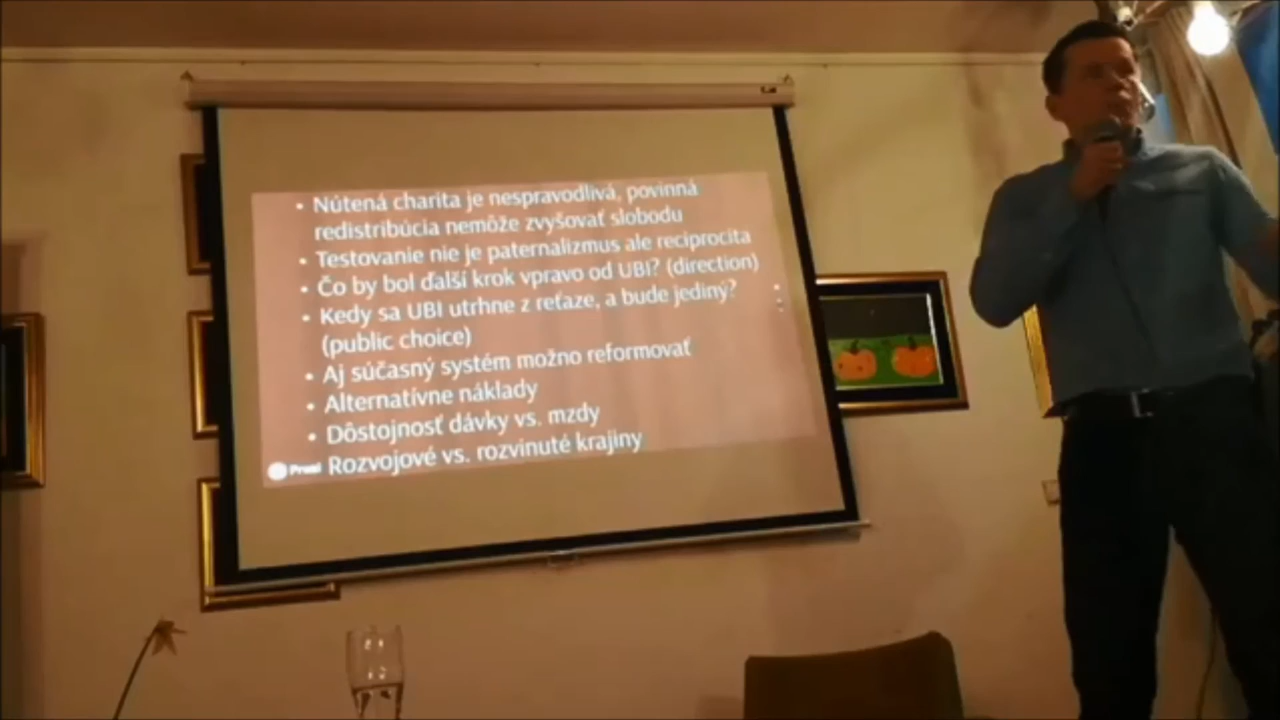 • Nútená charita je nespravodlivá, povinná
redistribúcia nemôže zvyšovať slobodu
• Testovanie nie je paternalizmus ale reciprocita
• Čo by bol ďalší krok vpravo od UBI? (direction)
• Kedy sa UBI utrhne z reťaze, a bude jediný?
(public choice)
• Aj súčasný systém možno reformovať
• Alternatívne náklady
• Dôstojnosť dávky vs. mzdy
• Rozvojové vs. rozvinuté krajiny